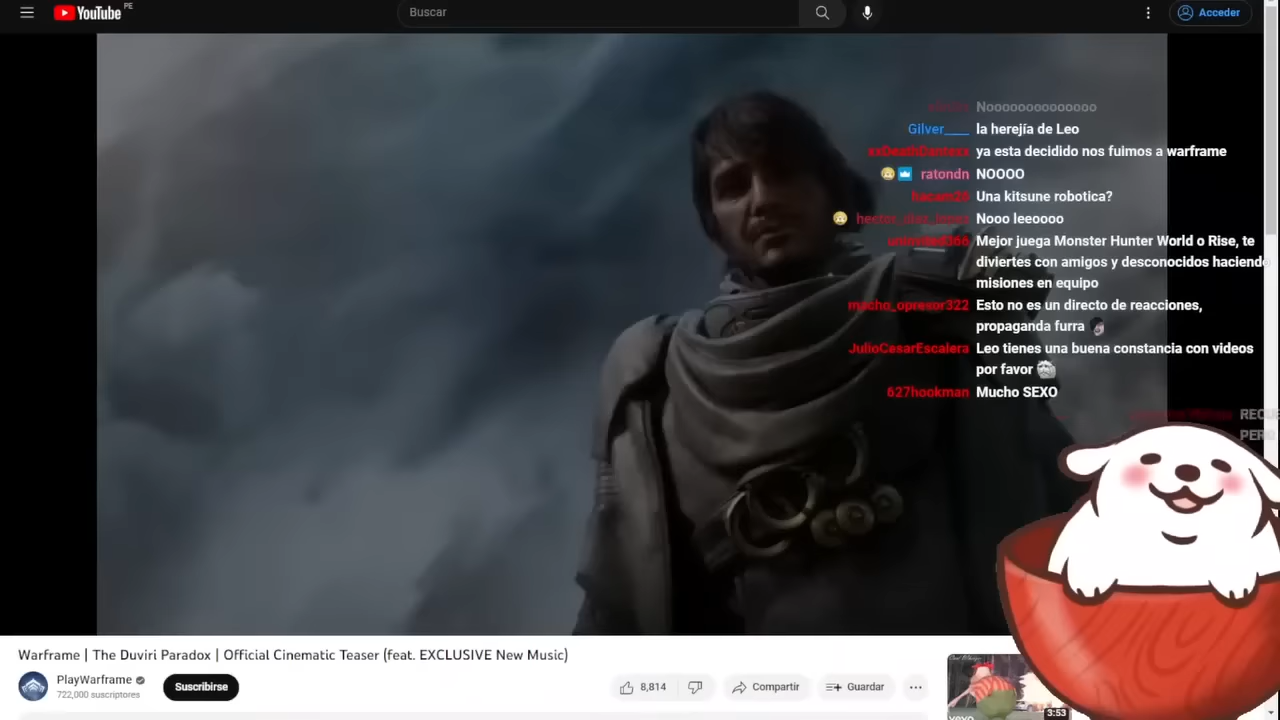 YouTube PE
Buscar
Acceder
Nooooooooooooooo
Gilver____ la herejía de Leo
xxDeathDantexx ya esta decidido nos fuimos a warframe
ratondn NOOOO
Una kitsune robotica?
Nooo leeoooo
Mejor juega Monster Hunter World o Rise, te
diviertes con amigos y desconocidos haciendo
misiones en equipo
macho_opresor322 Esto no es un directo de reacciones,
propaganda furra
JulioCesarEscalera Leo tienes una buena constancia con videos
por favor
627hookman Mucho SEXO
Warframe | The Duviri Paradox | Official Cinematic Teaser (feat. EXCLUSIVE New Music)
PlayWarframe
722,000 suscriptores
Suscribirse
8,814
Compartir
Guardar
3:53